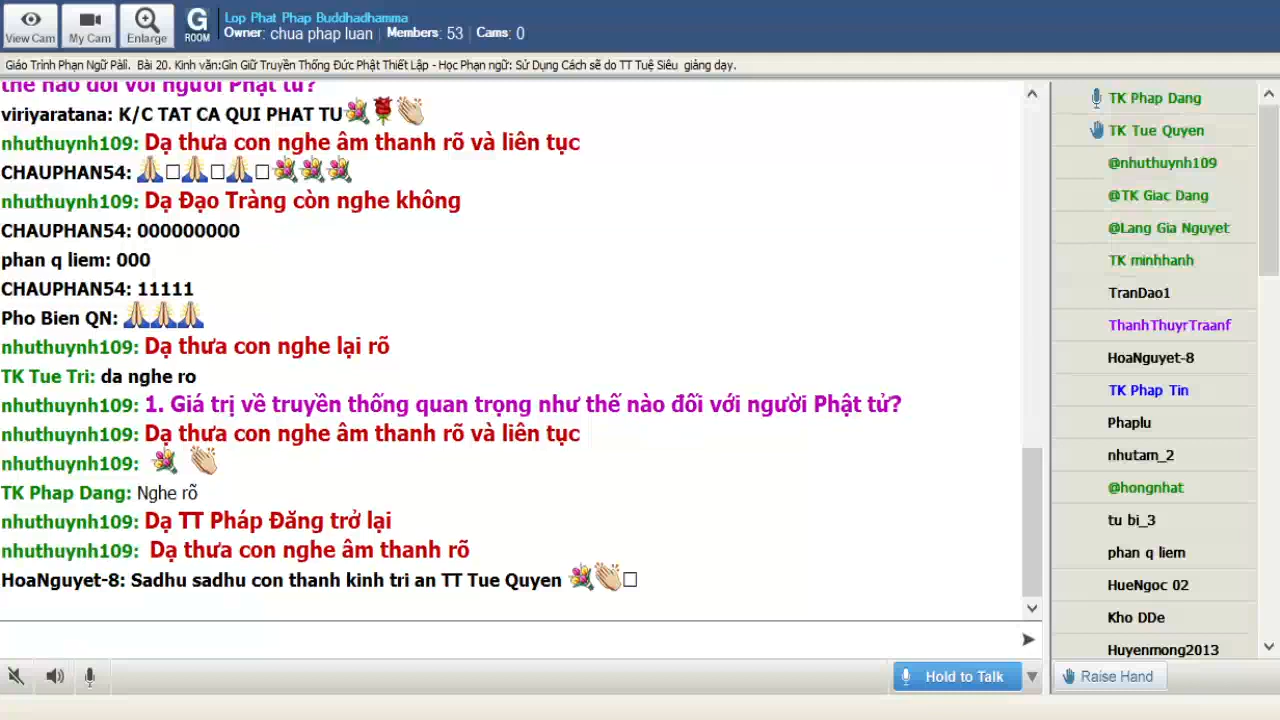 View Cam
My Cam
Enlarge
G
ROOM
Lop Phat Phap Buddhadhamma
Owner: chua phap luan | Members: 53 | Cams: 0
Giáo Trình Phạn Ngữ Pàli. Bài 20. Kinh văn:Gìn Giữ Truyền Thống Đức Phật Thiết Lập - Học Phạn ngữ: Sử Dụng Cách sẽ do TT Tuệ Siêu giảng dạy.
thế nào đối với người Phật tử?
viriyaratana: K/C TAT CA QUI PHAT TU
nhuthuynh109: Dạ thưa con nghe âm thanh rõ và liên tục
CHAUPHAN54:
nhuthuynh109: Dạ Đạo Tràng còn nghe không
CHAUPHAN54: 000000000
phan q liem: 000
CHAUPHAN54: 11111
Pho Bien QN:
nhuthuynh109: Dạ thưa con nghe lại rõ
TK Tue Tri: da nghe ro
nhuthuynh109: 1. Giá trị về truyền thống quan trọng như thế nào đối với người Phật tử?
nhuthuynh109: Dạ thưa con nghe âm thanh rõ và liên tục
nhuthuynh109:
TK Phap Dang: Nghe rõ
nhuthuynh109: Dạ TT Pháp Đăng trở lại
nhuthuynh109: Dạ thưa con nghe âm thanh rõ
HoaNguyet-8: Sadhu sadhu con thanh kinh tri an TT Tue Quyen
Hold to Talk
TK Phap Dang
TK Tue Quyen
@nhuthuynh109
@TK Giac Dang
@Lang Gia Nguyet
TK minhhanh
TranDao1
ThanhThuyrTraanf
HoaNguyet-8
TK Phap Tin
Phaplu
nhutam_2
@hongnhat
tu bi_3
phan q liem
HueNgoc 02
Kho DDe
Huyenmong2013
Raise Hand